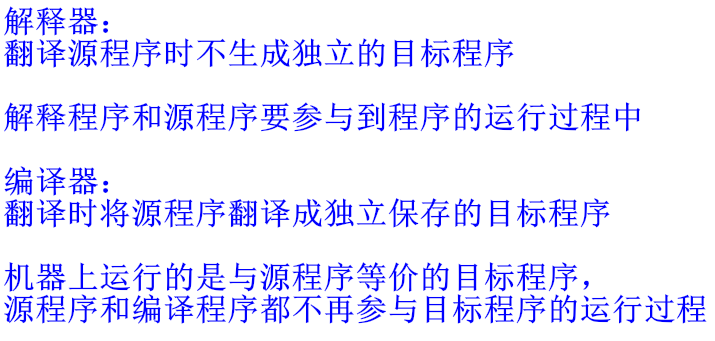 解释器：
翻译源程序时不生成独立的目标程序
解释程序和源程序要参与到程序的运行过程中
编译器：
翻译时将源程序翻译成独立保存的目标程序
机器上运行的是与源程序等价的目标程序，
源程序和编译程序都不再参与目标程序的运行过程